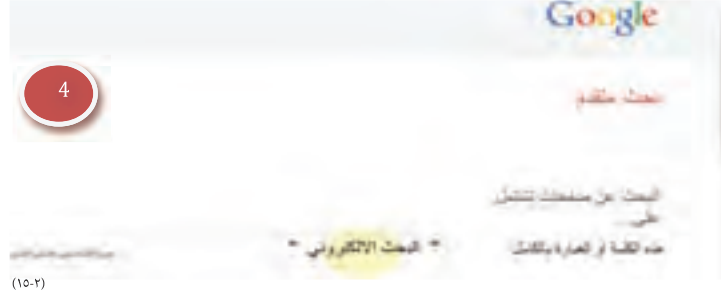 Google
4
بحث متقدم
البحث عن صفحات تشتمل
على
هذه الكلمة أو العبارة بالكامل " البحث الالكتروني "
(١٥-٢)